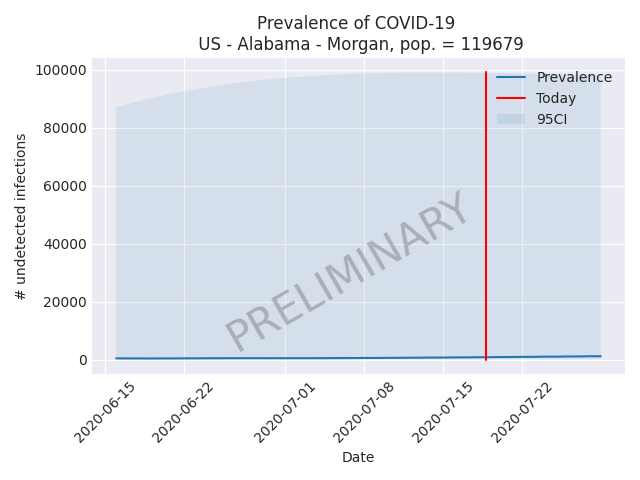 Prevalence of COVID-19
US - Alabama - Morgan, pop. = 119679
100000
80000
60000
40000
20000
0
# undetected infections
Prevalence
Today
95CI
PRELIMINARY
2020-06-15
2020-06-22
2020-07-01
2020-07-08
2020-07-15
2020-07-22
Date